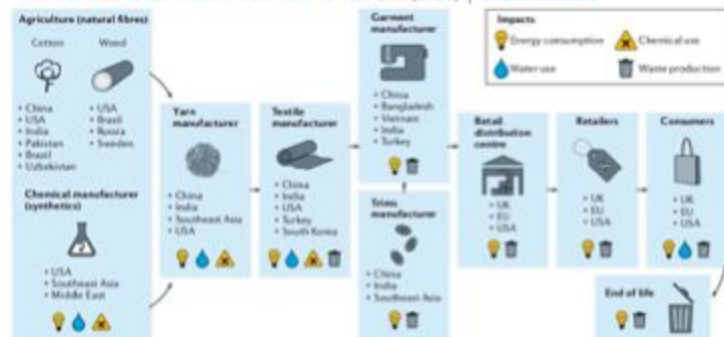 Agriculture (natural fibres)
Cotton
Wood
• China
• USA
• India
• Pakistan
• Brazil
• Uzbekistan
• USA
• Brazil
• Russia
• Sweden
Chemical manufacturer
(synthetics)
• USA
• Southeast Asia
• Middle East
Yarn
manufacturer
• China
• India
• Southeast Asia
• USA
Textile
manufacturer
• China
• India
• USA
• Turkey
• South Korea
Garment
manufacturer
• China
• Bangladesh
• Vietnam
• India
• Turkey
Trims
manufacturer
• China
• India
• Southeast Asia
Impacts
Energy consumption
Chemical use
Water use
Waste production
Retail
distribution
centre
• UK
• EU
• USA
Retailers
• UK
• EU
• USA
Consumers
• UK
• EU
• USA
End of life